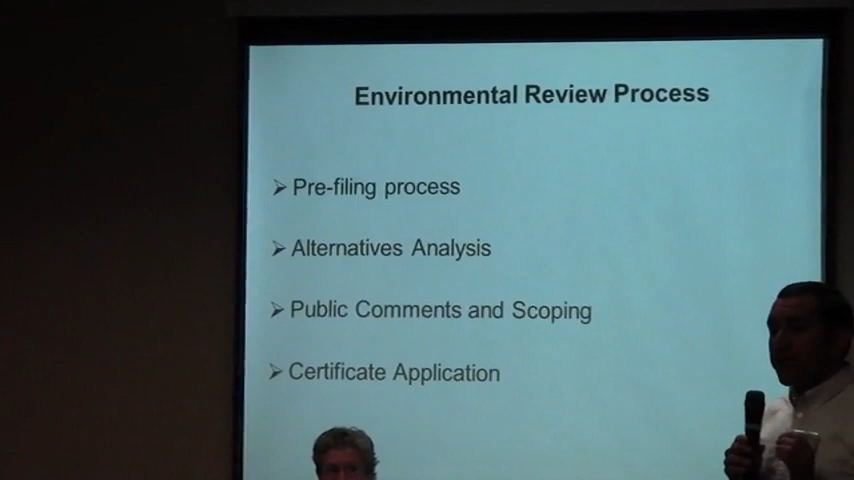 Environmental Review Process
➢ Pre-filing process
➢ Alternatives Analysis
➢ Public Comments and Scoping
➢ Certificate Application